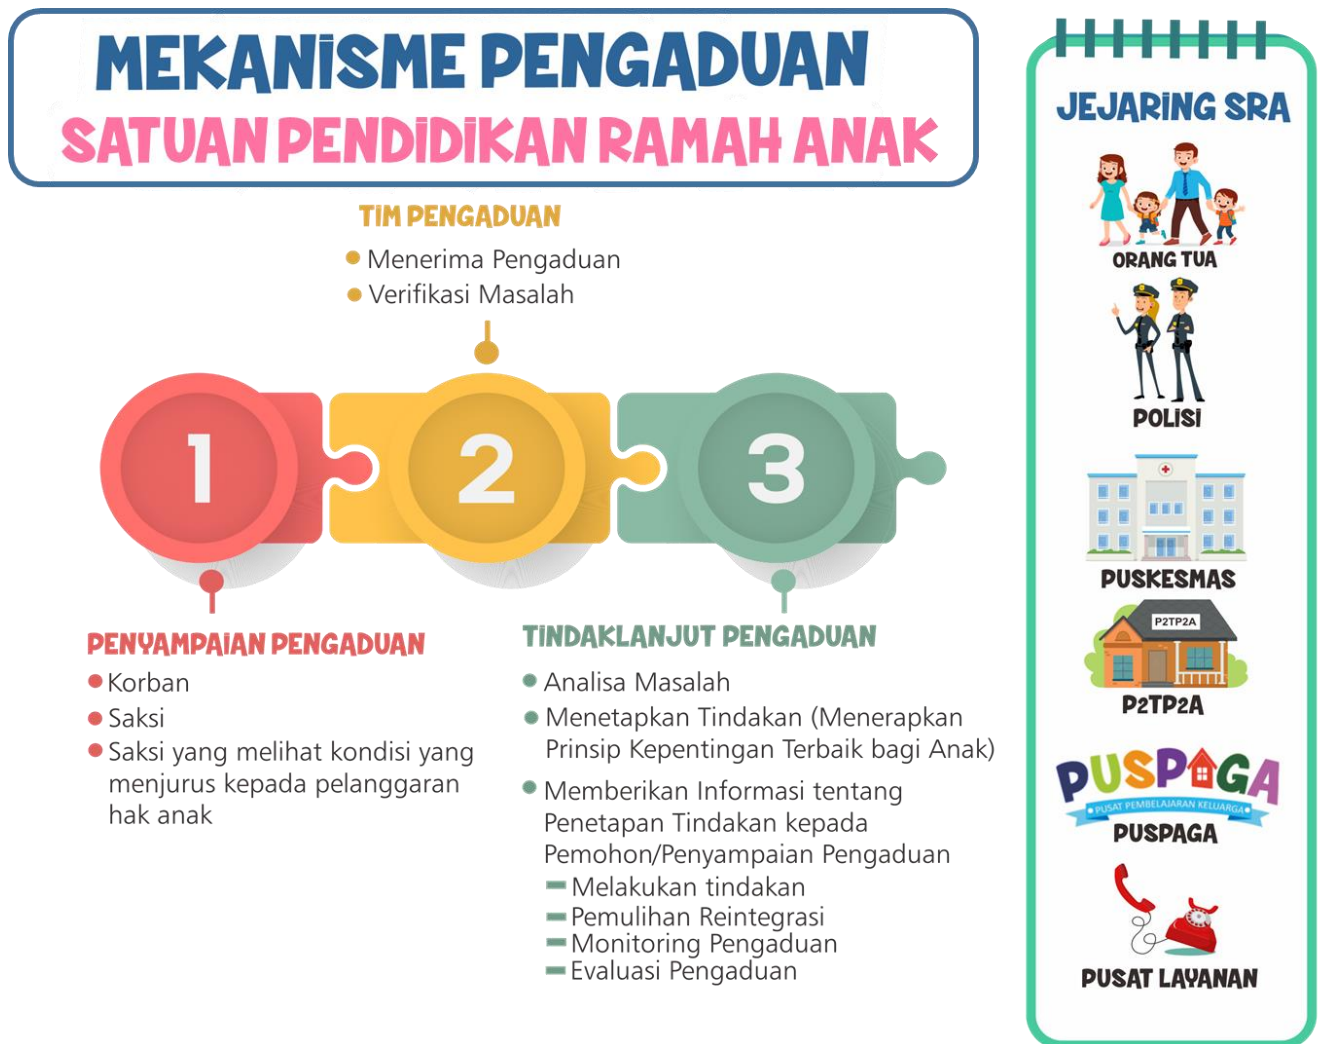 MEKANISME PENGADUAN
SATUAN PENDIDIKAN RAMAH ANAK
TIM PENGADUAN
Menerima Pengaduan
Verifikasi Masalah
1
2
3
PENYAMPAIAN PENGADUAN
Korban
Saksi
Saksi yang melihat kondisi yang
menjurus kepada pelanggaran
hak anak
TINDAKLANJUT PENGADUAN
Analisa Masalah
Menetapkan Tindakan (Menerapkan
Prinsip Kepentingan Terbaik bagi Anak)
Memberikan Informasi tentang
Penetapan Tindakan kepada
Pemohon/Penyampaian Pengaduan
Melakukan tindakan
Pemulihan Reintegrasi
Monitoring Pengaduan
Evaluasi Pengaduan
JEJARING SRA
ORANG TUA
POLISI
PUSKESMAS
P2TP2A
P2TP2A
PUSPAGA
PUSAT PEMBELAJARAN KELUARGA
PUSPAGA
PUSAT LAYANAN